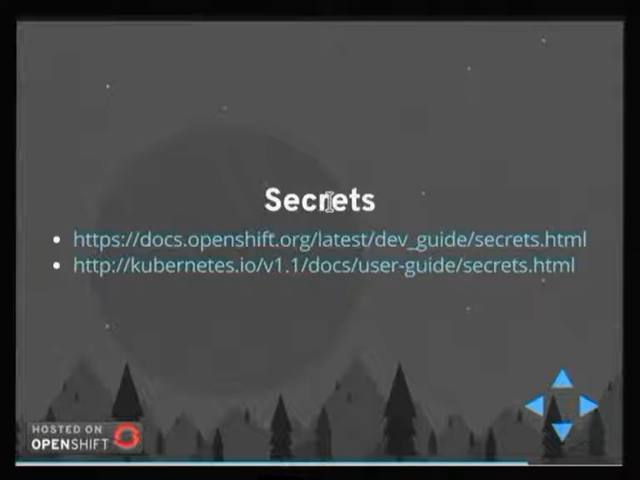 Secrets
https://docs.openshift.org/latest/dev_guide/secrets.html
http://kubernetes.io/v1.1/docs/user-guide/secrets.html
HOSTED ON
OPENSHIFT